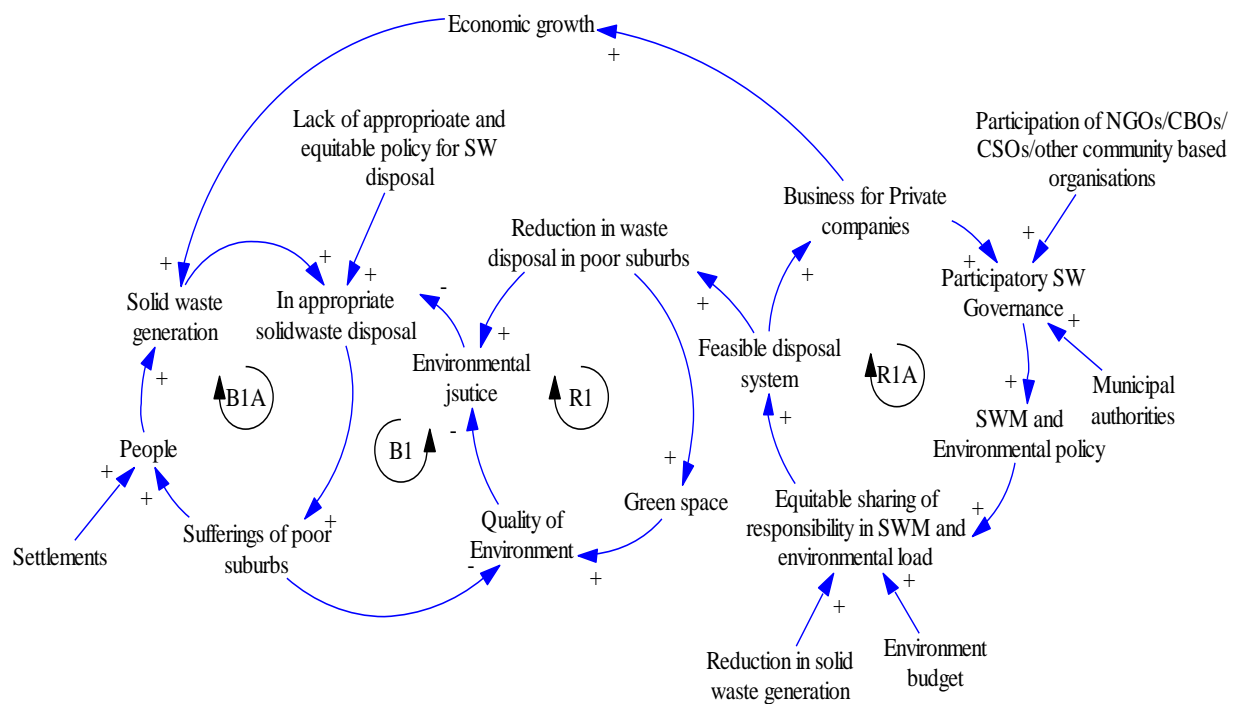 Economic growth
+
Lack of approprioate and
equitable policy for SW
disposal
Participation of NGOs/CBOs/
CSOs/other community based
organisations
Business for Private
companies
Reduction in waste
disposal in poor suburbs
+
+
+
+
+
+
-
+
+
Participatory SW
Governance
Solid waste
generation
In appropriate
solidwaste disposal
+
+
Environmental
jsutice
Feasible disposal
system
B1A
R1
R1A
+
+
Municipal
authorities
SWM and
Environmental policy
+
-
B1
People
+
+
+
Green space
Equitable sharing of
responsibility in SWM and
environmental load
+
+
Sufferings of poor
suburbs
+
Quality of
Environment
Settlements
-
+
+
+
Reduction in solid
waste generation
Environment
budget